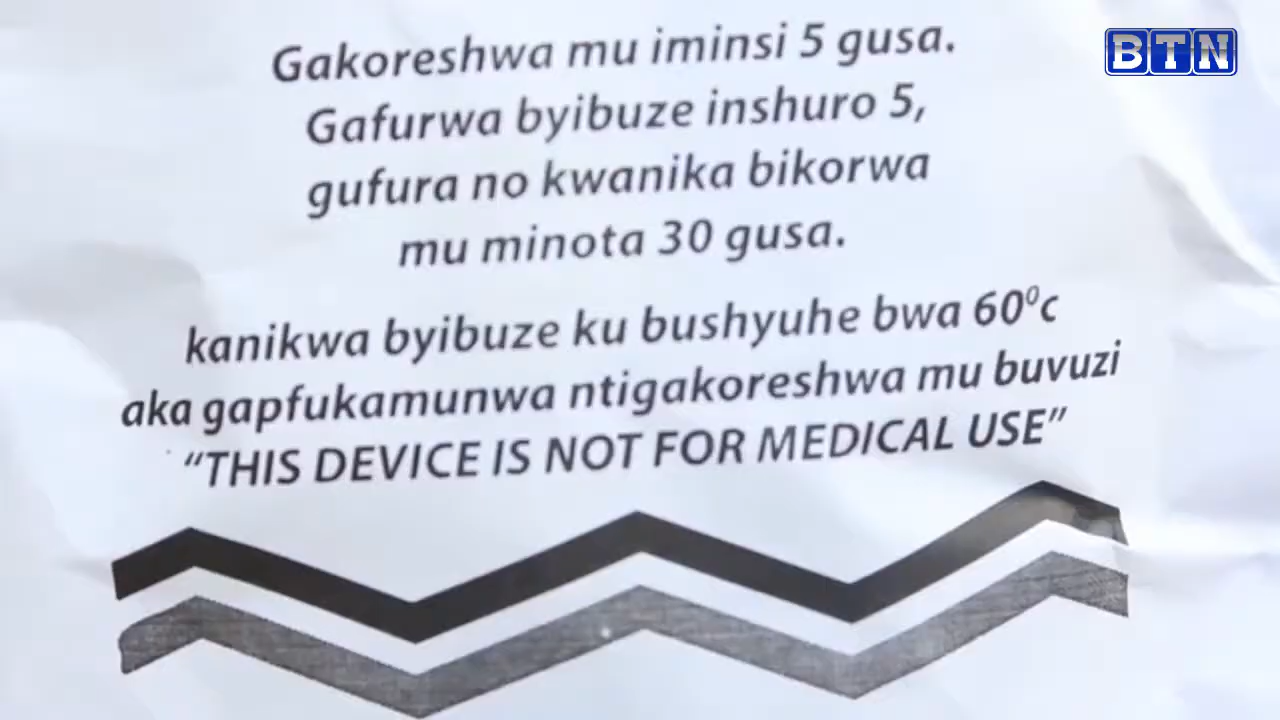 BTN
Gakoreshwa mu iminsi 5 gusa.
Gafurwa byibuze inshuro 5,
gufura no kwanika bikorwa
mu minota 30 gusa.
kanikwa byibuze ku bushyuhe bwa 60⁰c
aka gapfukamunwa ntigakoreshwa mu buvuzi
“THIS DEVICE IS NOT FOR MEDICAL USE”